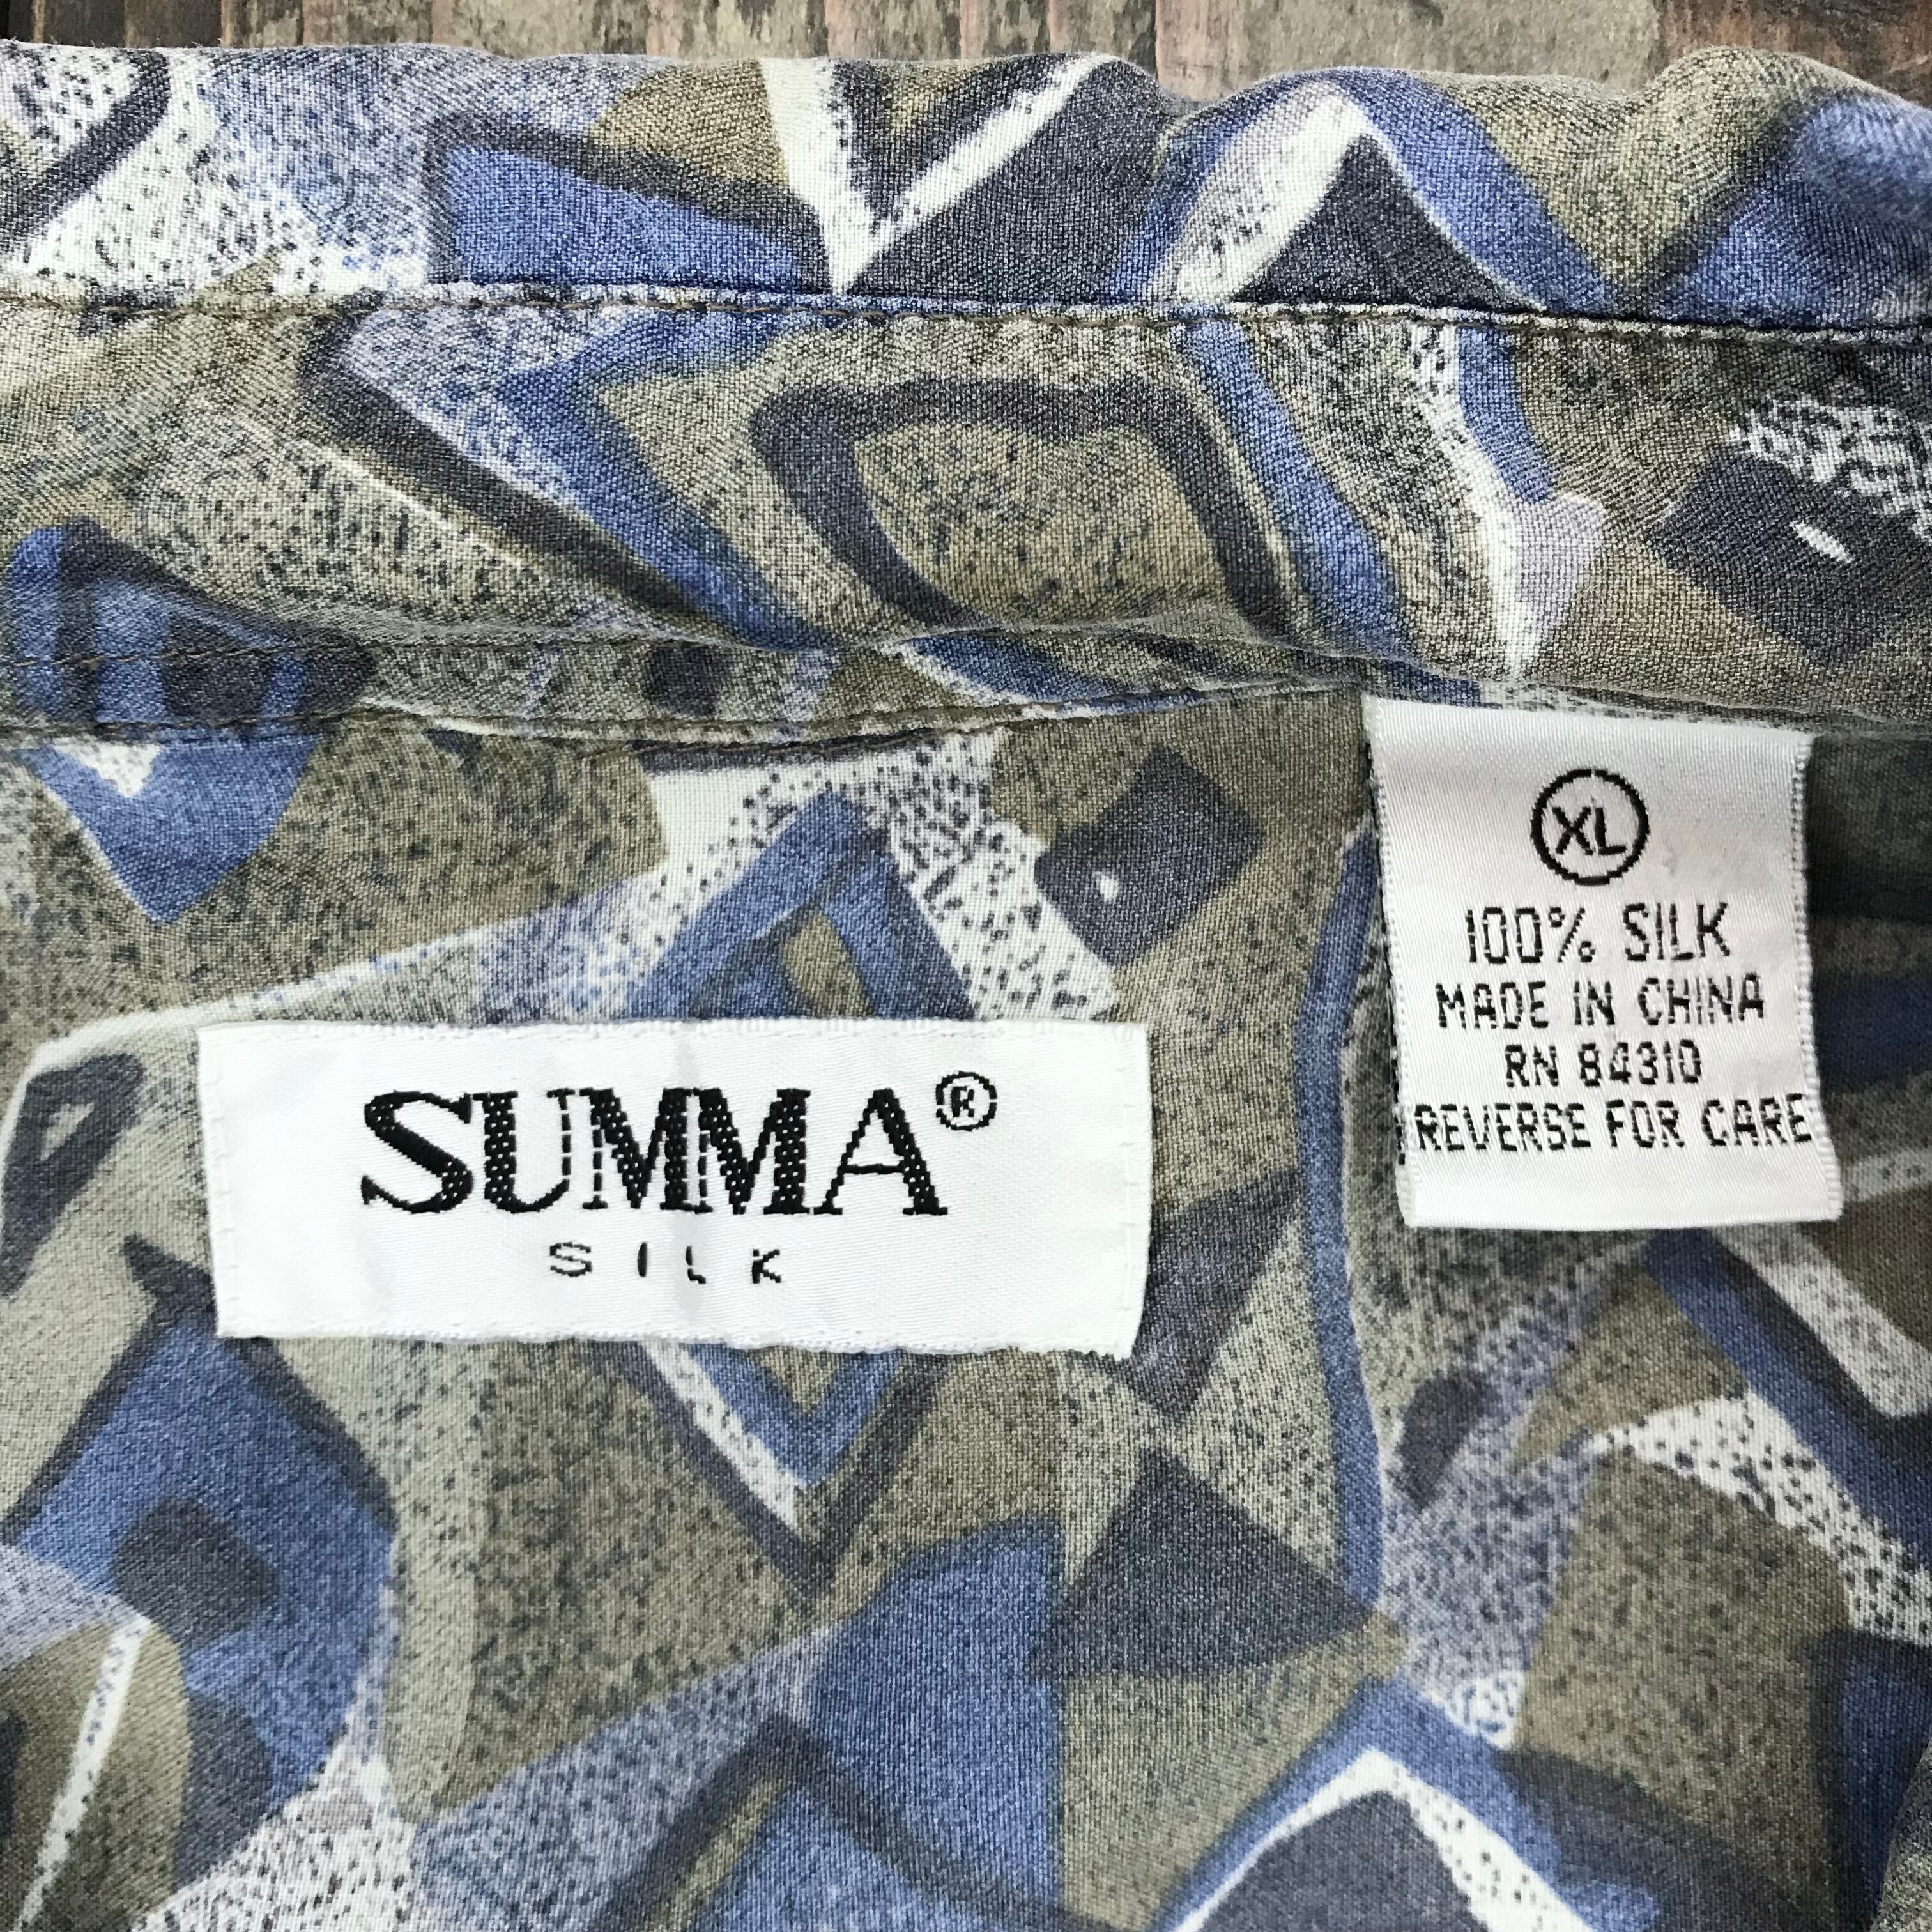 SUMMA®
SILK
XL
100% SILK
MADE IN CHINA
RN 84310
REVERSE FOR CARE